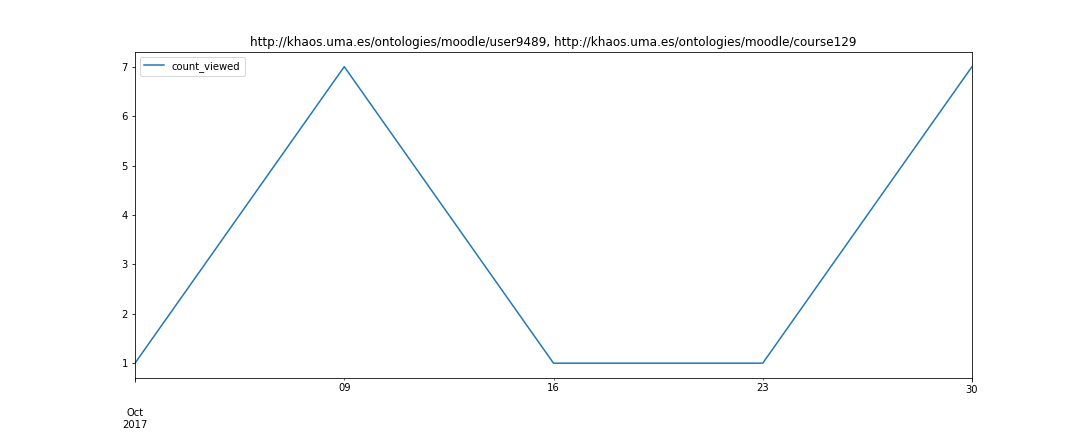 http://khaos.uma.es/ontologies/moodle/user9489, http://khaos.uma.es/ontologies/moodle/course129
count_viewed
7
6
5
4
3
2
1
09 16 23 30
Oct
2017